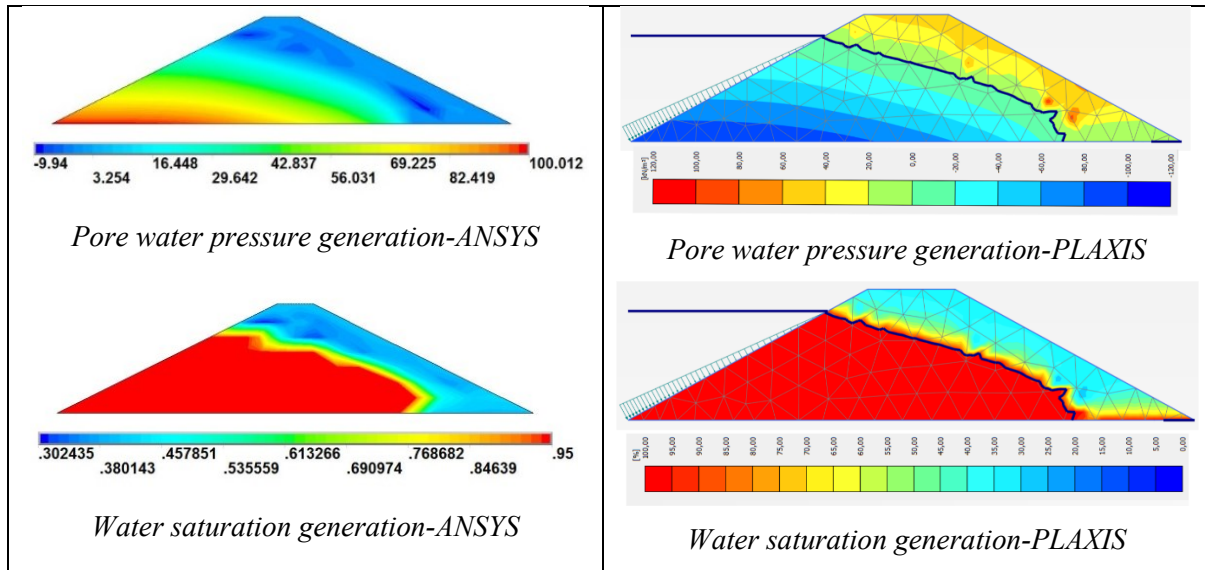 -9.94 16.448 42.837 69.225 100.012
3.254 29.642 56.031 82.419
Pore water pressure generation-ANSYS
[kN/m²]
120,00 100,00 80,00 60,00 40,00 20,00 0,00 -20,00 -40,00 -60,00 -80,00 -100,00 -120,00
Pore water pressure generation-PLAXIS
.302435 .457851 .613266 .768682 .95
.380143 .535559 .690974 .84639
Water saturation generation-ANSYS
[%]
100,00 95,00 90,00 85,00 80,00 75,00 70,00 65,00 60,00 55,00 50,00 45,00 40,00 35,00 30,00 25,00 20,00 15,00 10,00 5,00 0,00
Water saturation generation-PLAXIS